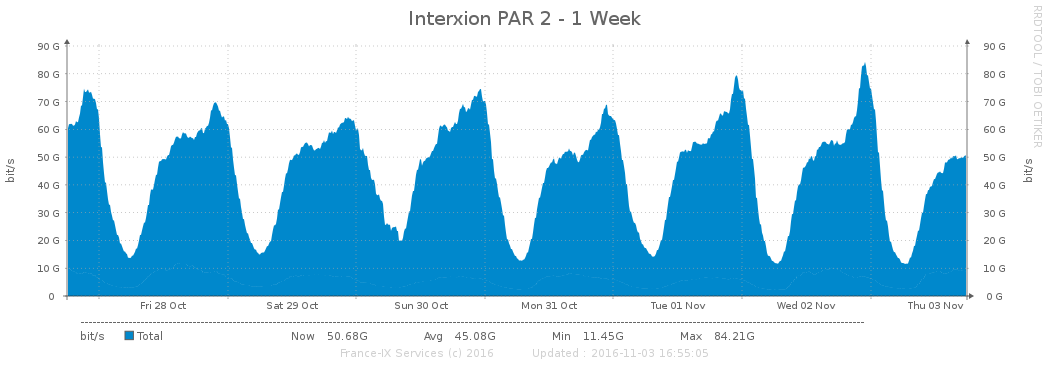 Interxion PAR 2 - 1 Week
RRDTOOL / TOBI OETIKER
bit/s
bit/s
90 G
80 G
70 G
60 G
50 G
40 G
30 G
20 G
10 G
0
90 G
80 G
70 G
60 G
50 G
40 G
30 G
20 G
10 G
0 G
Fri 28 Oct Sat 29 Oct Sun 30 Oct Mon 31 Oct Tue 01 Nov Wed 02 Nov Thu 03 Nov
bit/s Total Now 50.68G Avg 45.08G Min 11.45G Max 84.21G
France-IX Services (c) 2016 Updated : 2016-11-03 16:55:05